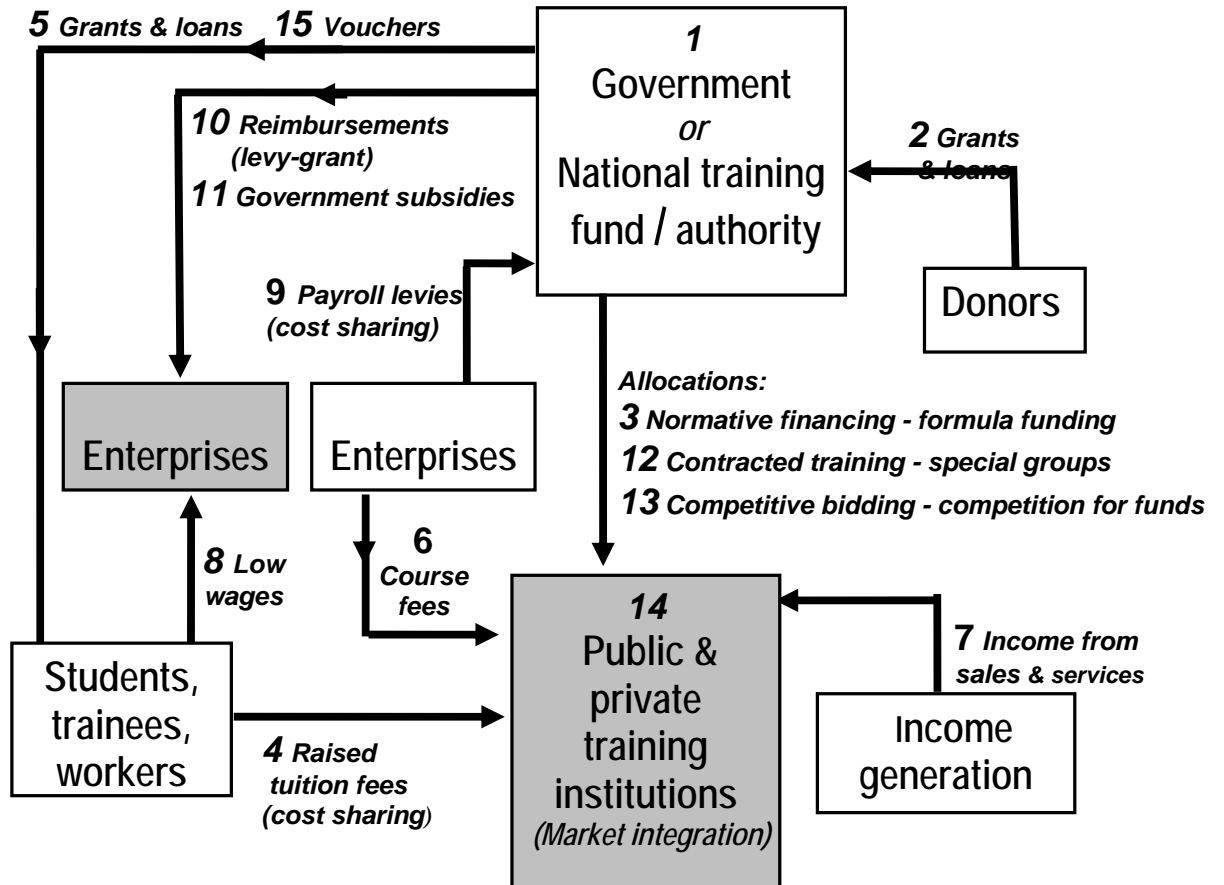 5 Grants & loans 15 Vouchers
1
Government
or
National training
fund / authority
10 Reimbursements
(levy-grant)
11 Government subsidies
2 Grants
& loans
9 Payroll levies
(cost sharing)
Donors
Allocations:
3 Normative financing - formula funding
12 Contracted training - special groups
13 Competitive bidding - competition for funds
Enterprises
Enterprises
8 Low
wages
6
Course
fees
14
Public &
private
training
institutions
(Market integration)
7 Income from
sales & services
Students,
trainees,
workers
4 Raised
tuition fees
(cost sharing)
Income
generation